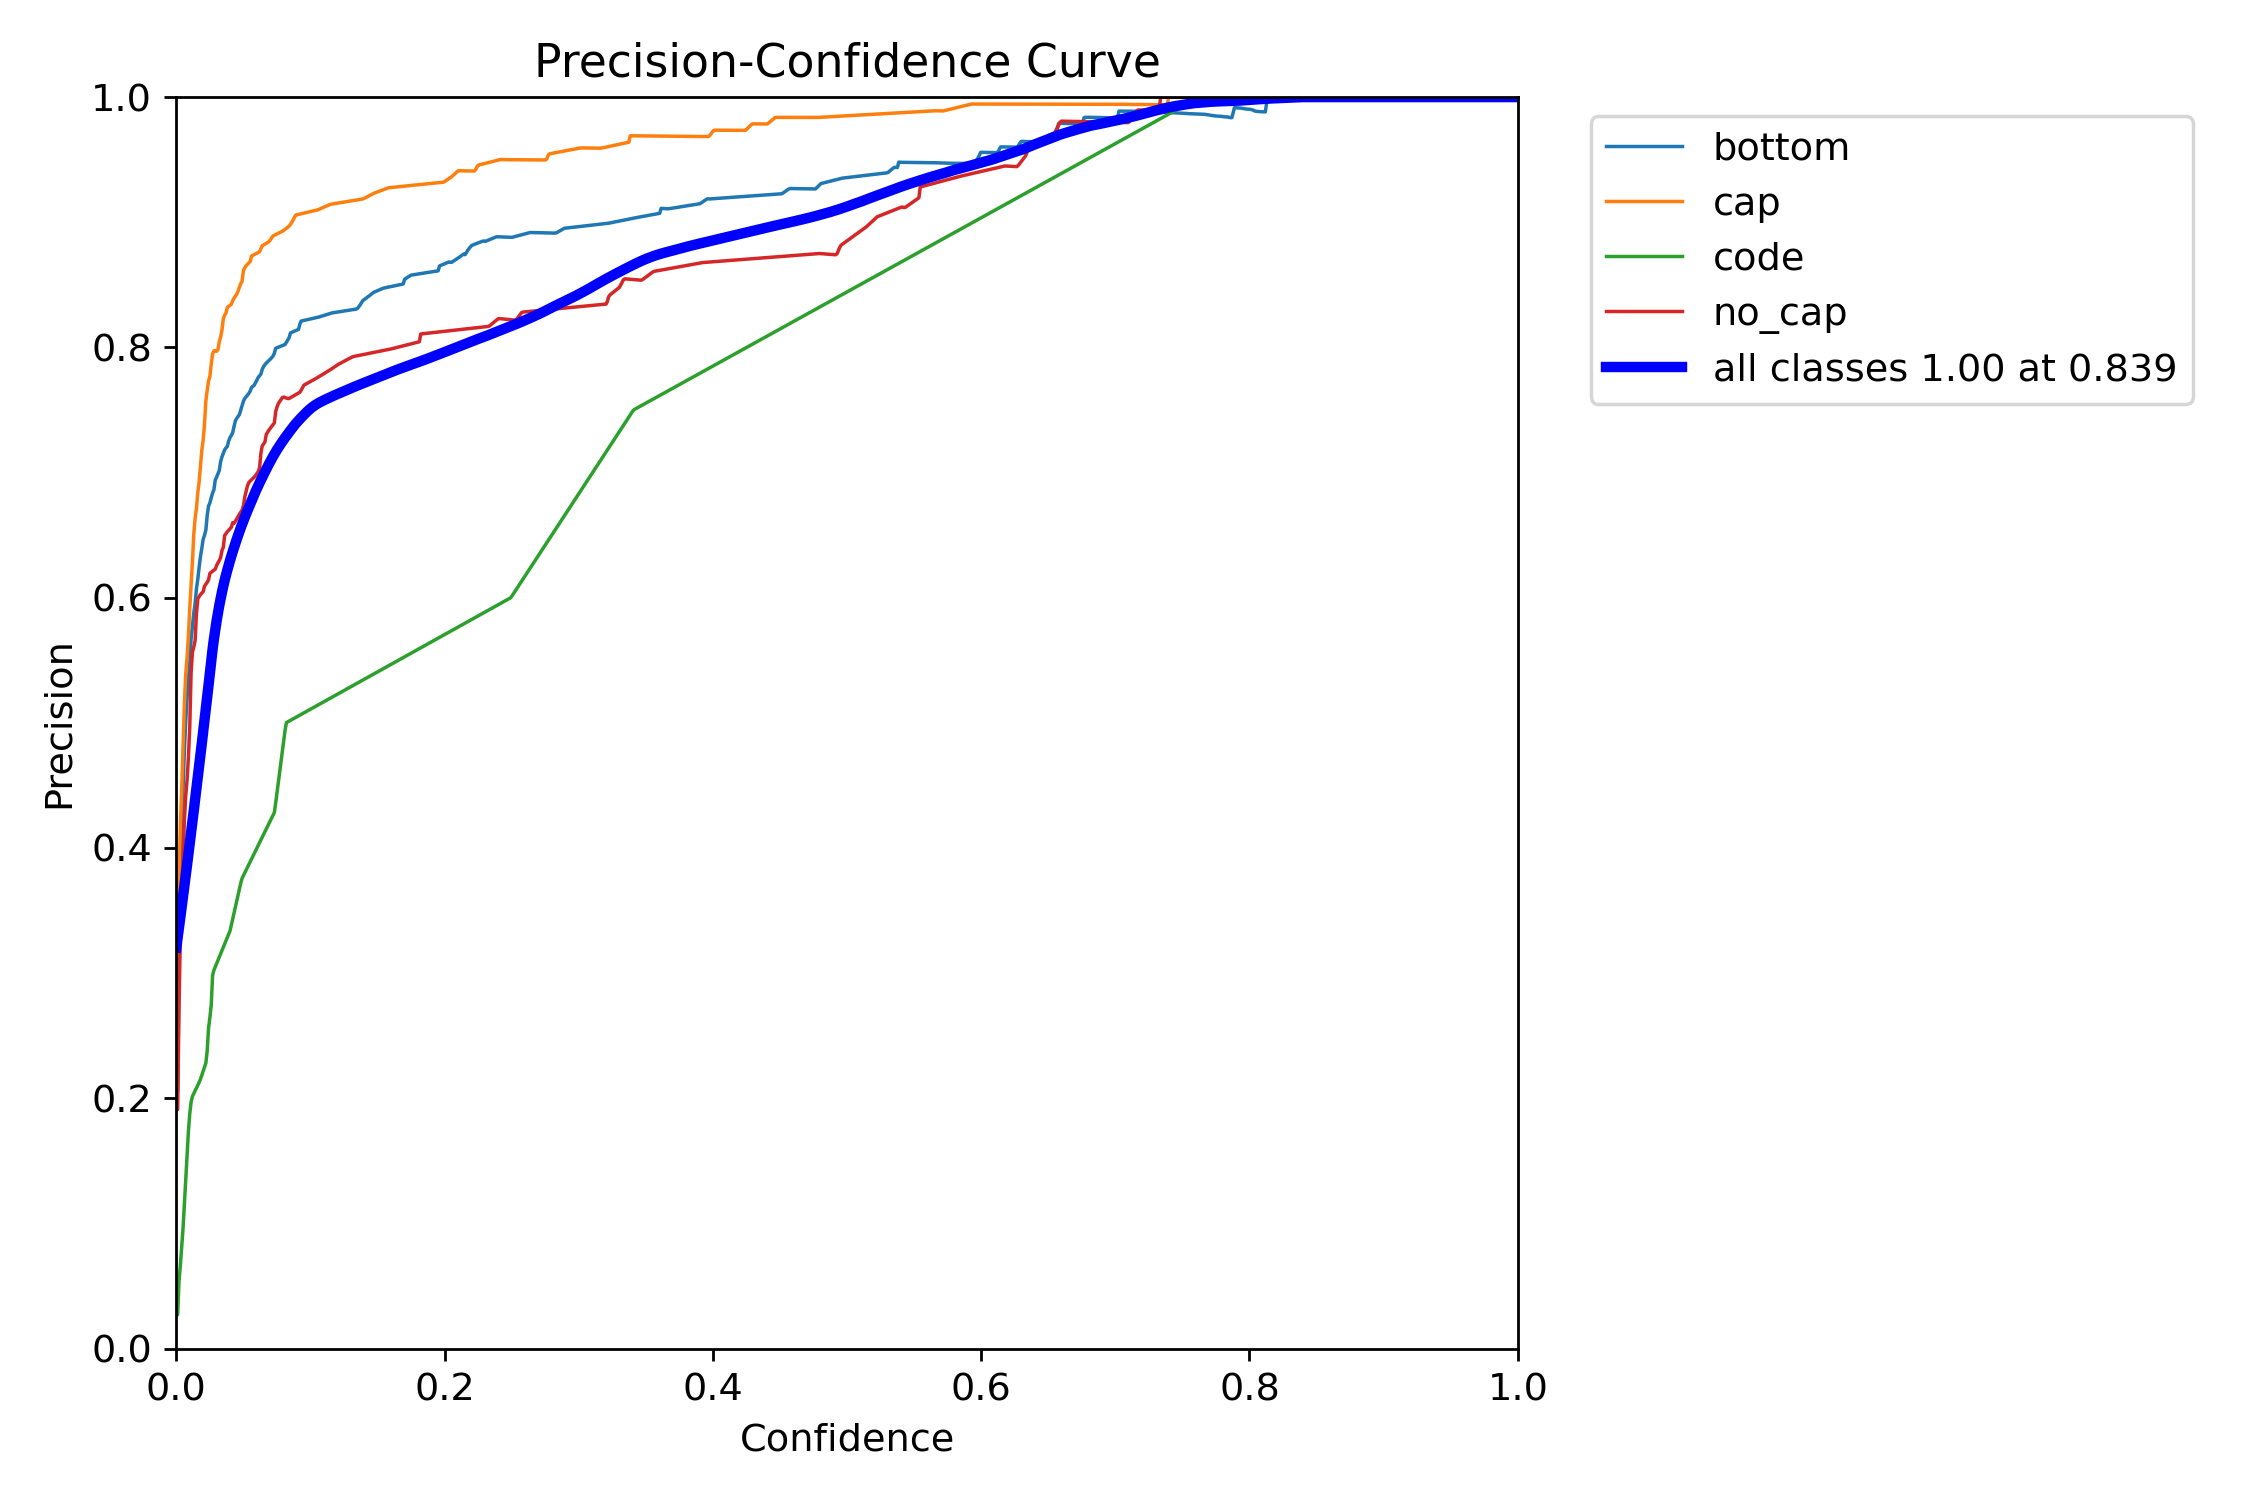 Precision-Confidence Curve
1.0
0.8
0.6
0.4
0.2
0.0
Precision
0.0 0.2 0.4 0.6 0.8 1.0
Confidence
bottom
cap
code
no_cap
all classes 1.00 at 0.839